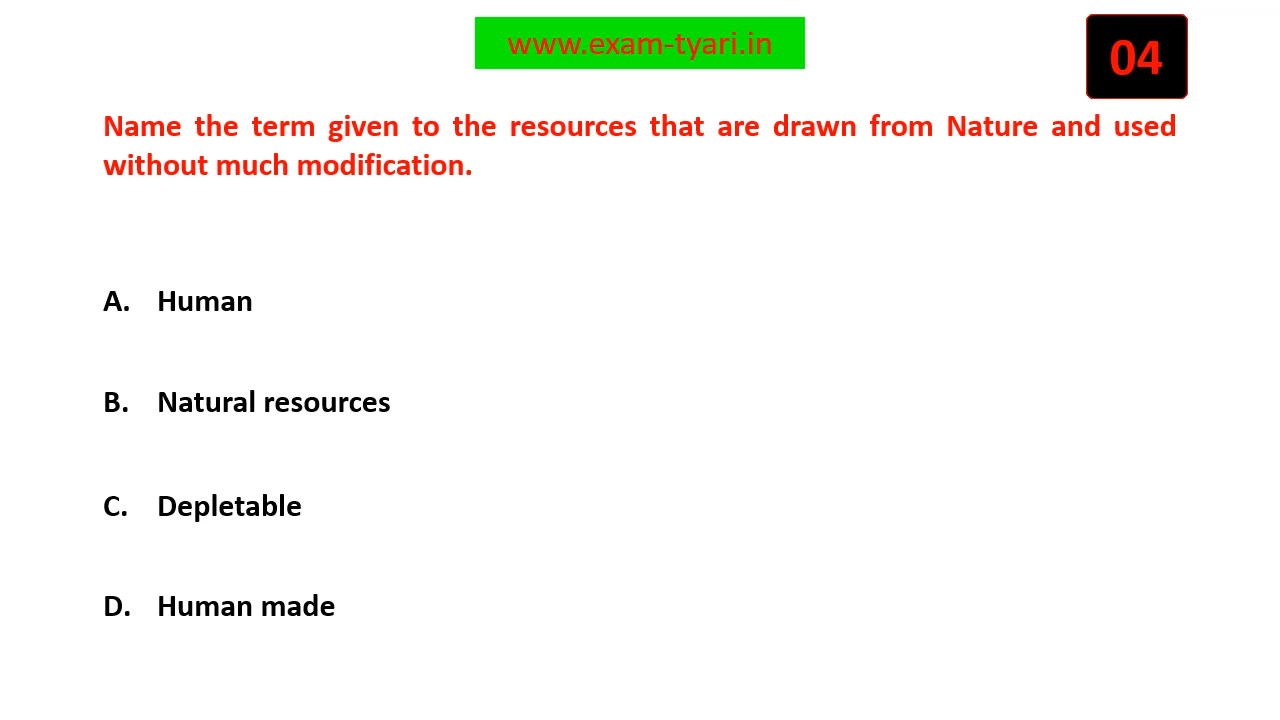 www.exam-tyari.in
04
Name the term given to the resources that are drawn from Nature and used
without much modification.
A. Human
B. Natural resources
C. Depletable
D. Human made